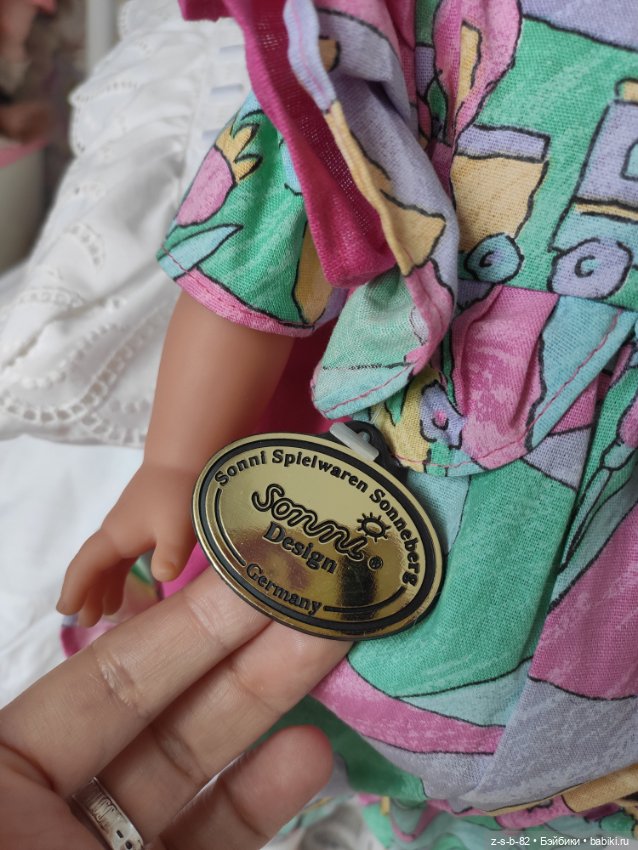 Sonni Spielwaren Sonneberg
Sonni ®
Design
Germany
z-s-b-82 • Бэйбики • babiki.ru